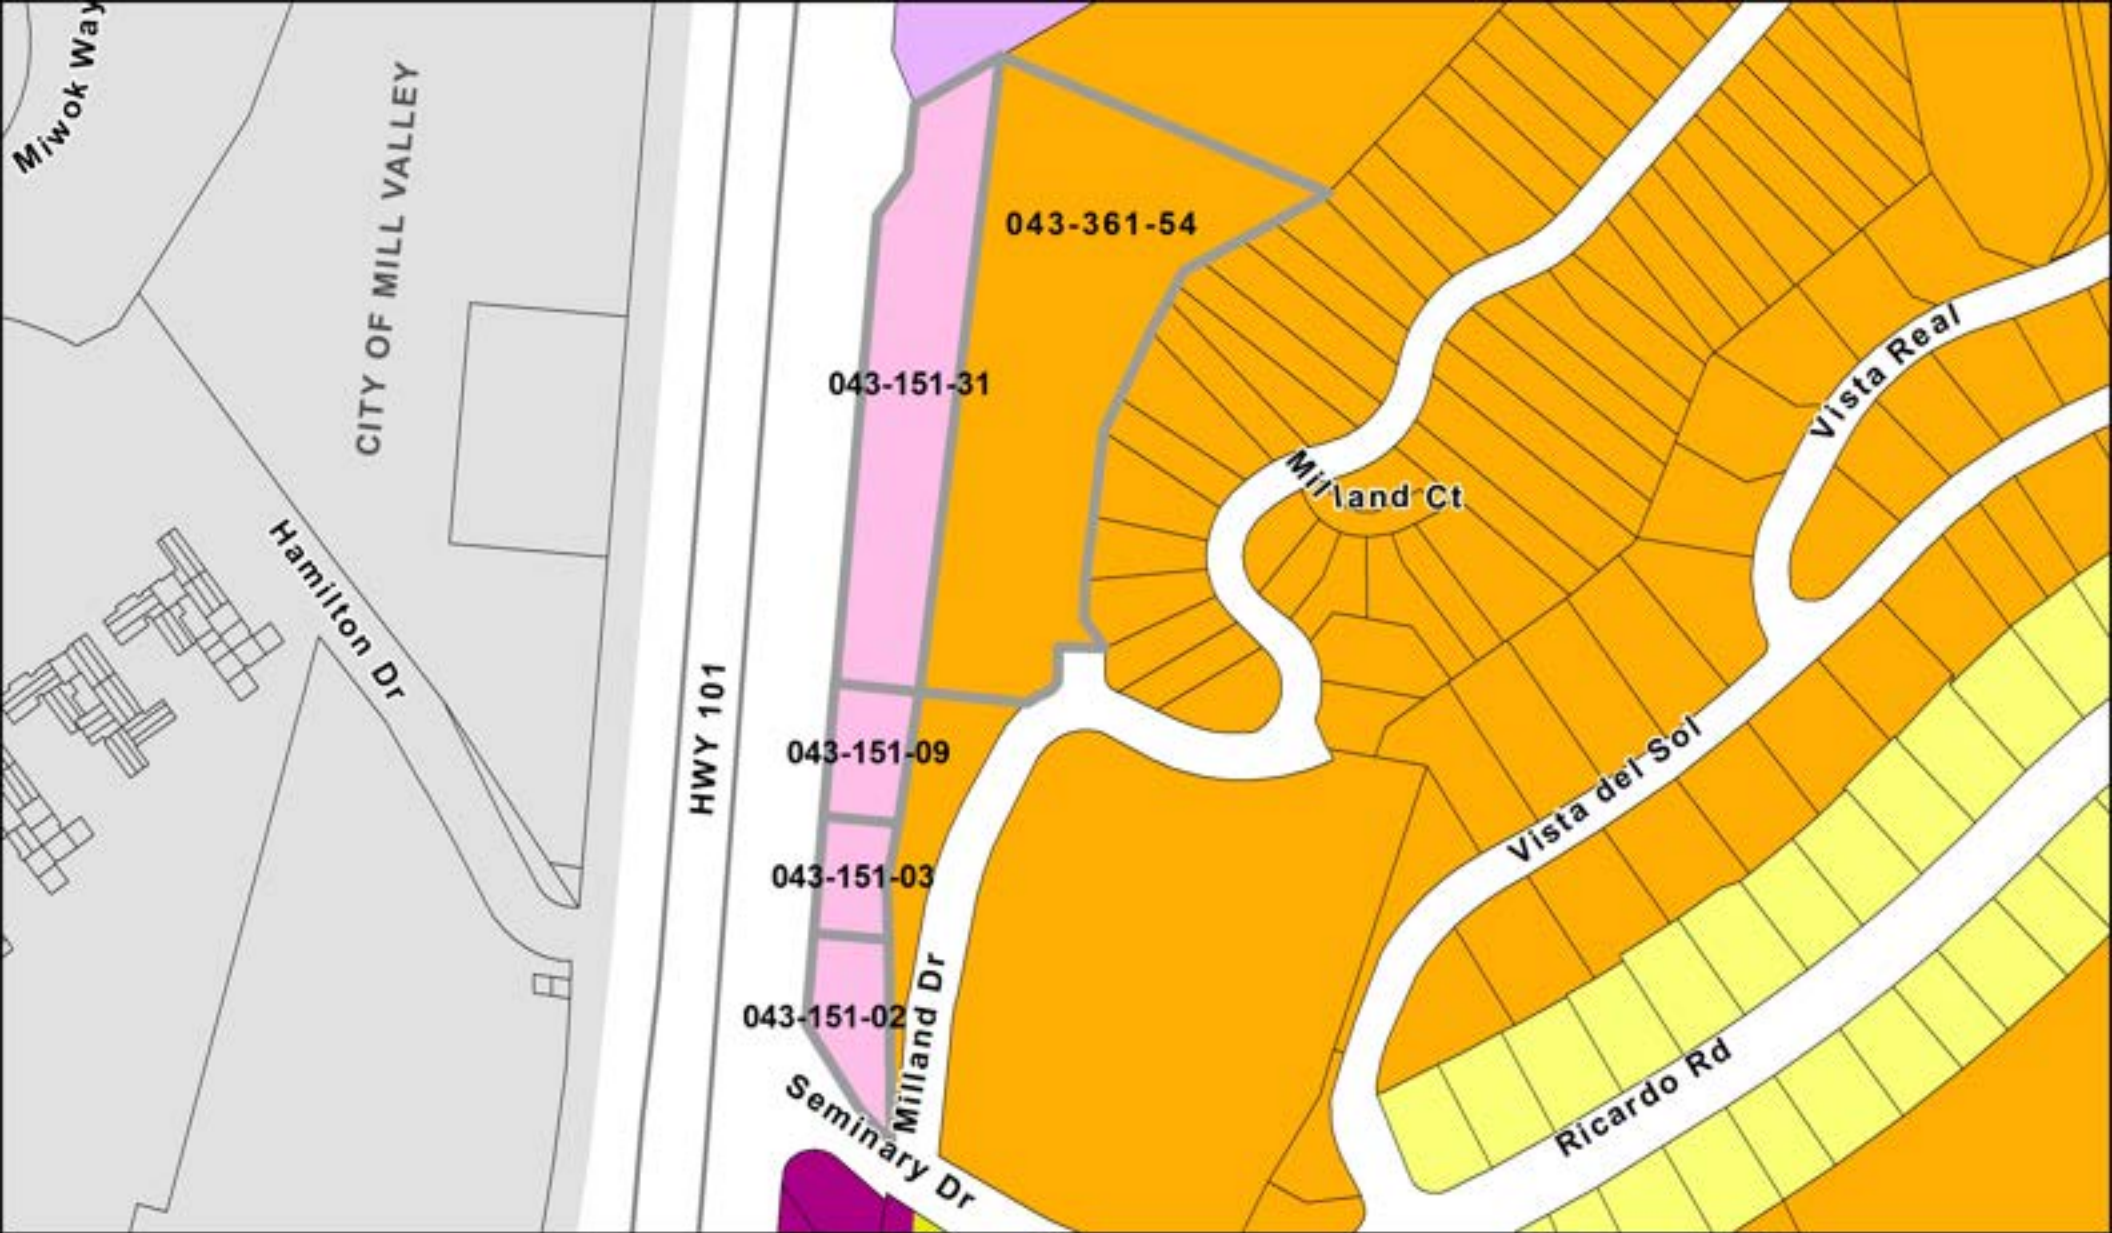 Miwok Way
CITY OF MILL VALLEY
043-361-54
Vista Real
043-151-31
Milland Ct
Hamilton Dr
HWY 101
043-151-09
Vista del Sol
043-151-03
Milland Dr
043-151-02
Ricardo Rd
Seminary Dr